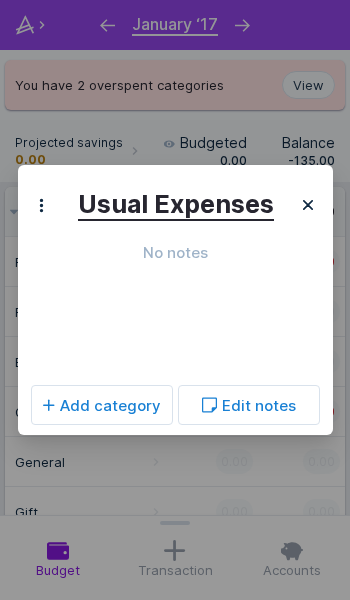 January ‘17
You have 2 overspent categories
View
Projected savings
0.00
Budgeted
0.00
Balance
-135.00
Usual Expenses
No notes
Add category
Edit notes
General
0.00
0.00
Gift
0.00
0.00
Budget
Transaction
Accounts